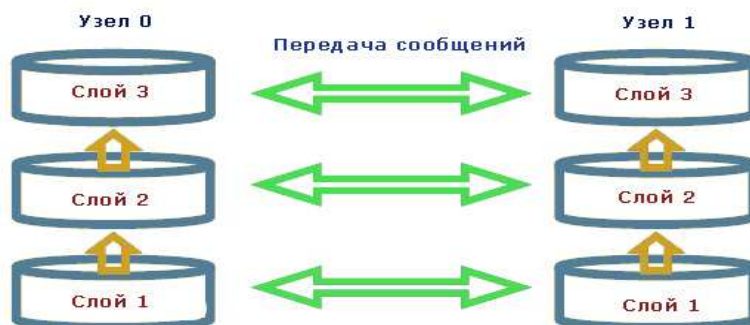 Узел 0
Узел 1
Передача сообщений
Слой 3
Слой 3
Слой 2
Слой 2
Слой 1
Слой 1